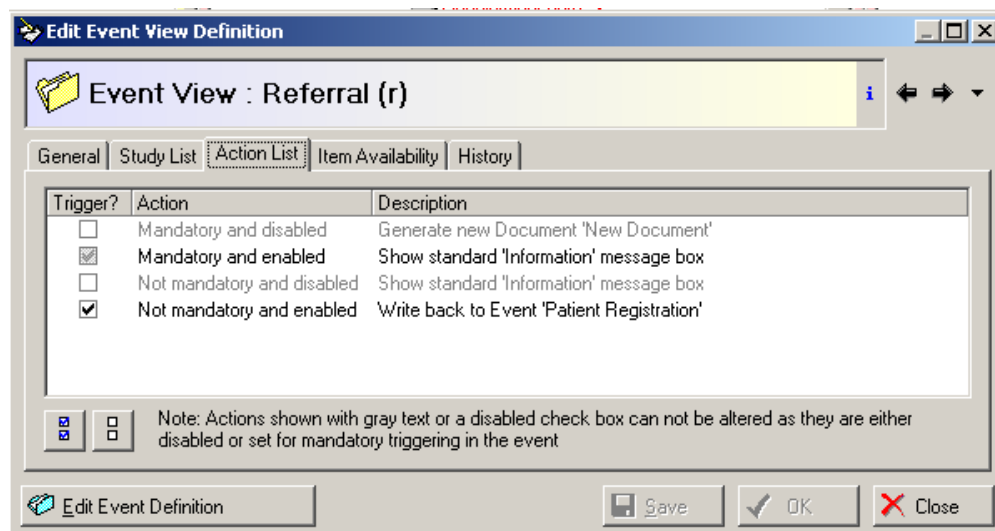 Edit Event View Definition
Event View : Referral (r)
i
General Study List Action List Item Availability History
Trigger? Action Description
Mandatory and disabled Generate new Document 'New Document'
Mandatory and enabled Show standard 'Information' message box
Not mandatory and disabled Show standard 'Information' message box
Not mandatory and enabled Write back to Event 'Patient Registration'
Note: Actions shown with gray text or a disabled check box can not be altered as they are either
disabled or set for mandatory triggering in the event
Edit Event Definition Save OK Close